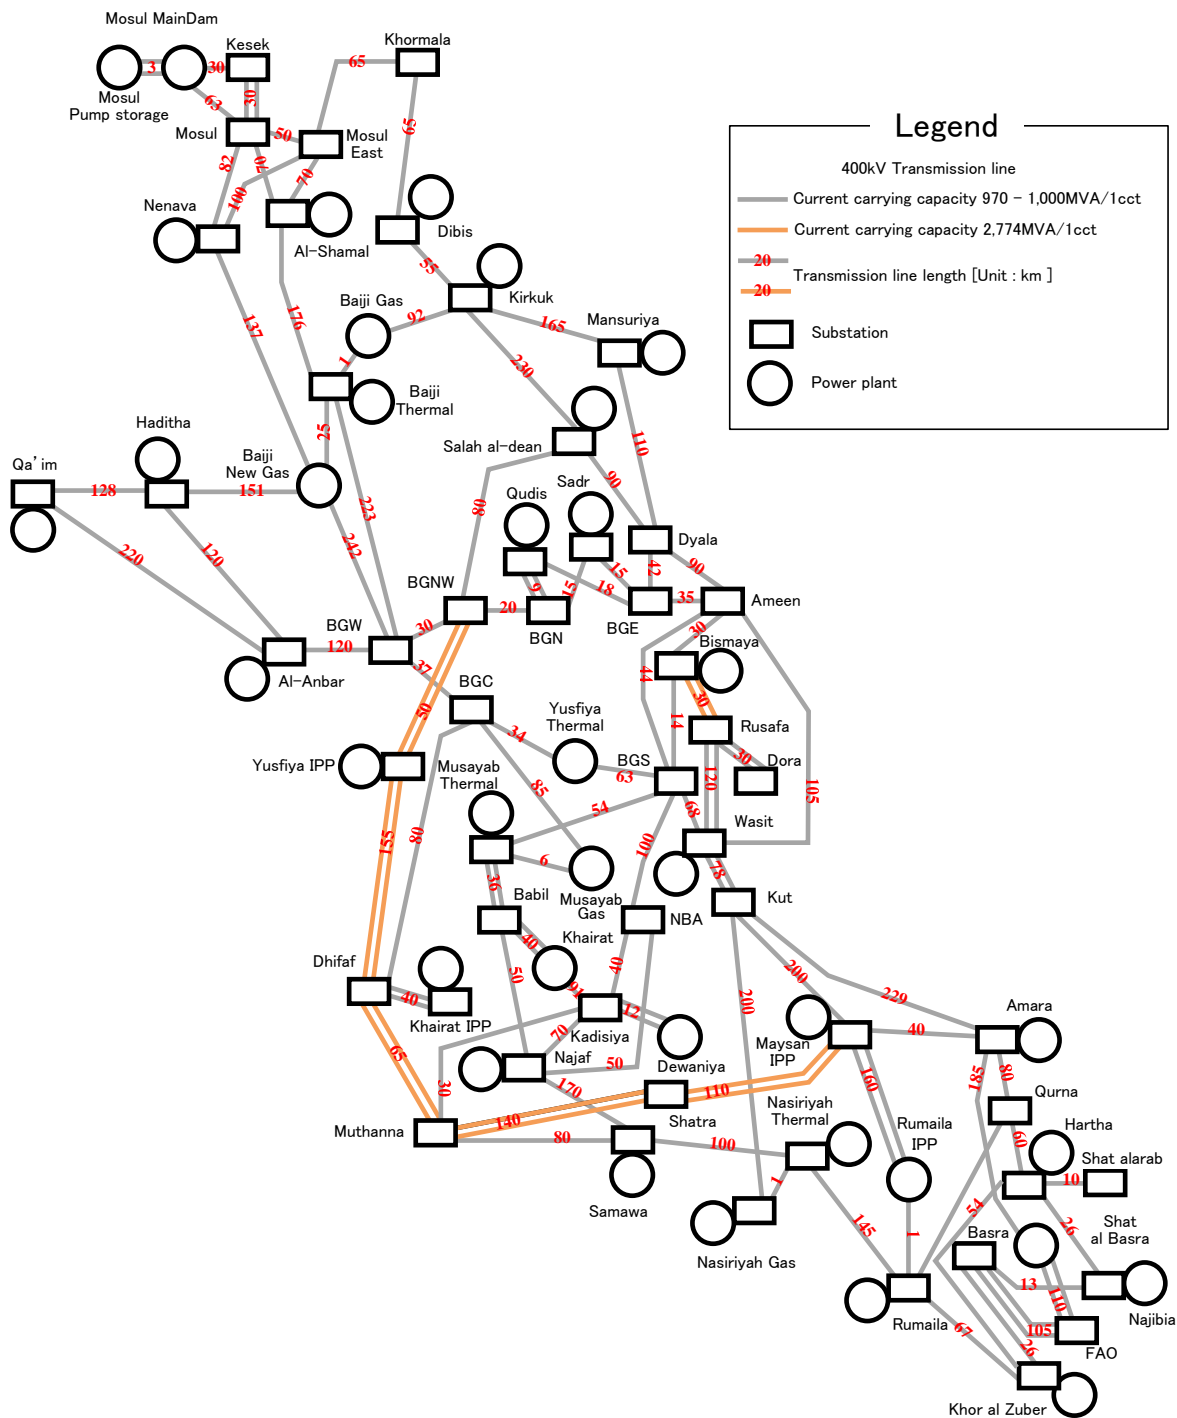 Mosul MainDam
Kesek
Khormala
3
30
65
Mosul
Pump storage
63
30
Mosul
50
Mosul
East
65
82
70
70
100
Nenava
Al-Shamal
Dibis
55
Kirkuk
Baiji Gas
92
165
Mansuriya
137
176
230
1
Baiji
Thermal
110
Haditha
25
Salah al-dean
Qa'im
Baiji
New Gas
128
151
223
80
Qudis
Sadr
90
242
220
120
Dyala
42
90
9
15
15
18
BGNW
20
35
Ameen
BGW
30
BGN
BGE
30
Bismaya
120
37
44
Al-Anbar
BGC
50
14
30
Yusfiya
Thermal
34
Rusafa
30
Yusfiya IPP
Musayab
Thermal
BGS
63
Dora
120
105
85
54
68
Wasit
155
80
100
6
78
36
Musayab
Gas
Babil
NBA
Kut
40
Khairat
Dhifaf
50
40
200
229
91
40
200
Khairat IPP
12
Amara
Kadisiya
Maysan
IPP
40
70
Najaf
Dewaniya
65
50
160
185
80
30
170
Qurna
110
Shatra
Nasiriyah
Thermal
Rumaila
IPP
Hartha
Muthanna
140
60
80
100
Shat alarab
10
1
54
Samawa
26
Shat
al Basra
145
1
Basra
Nasiriyah Gas
13
110
Rumaila
67
105
Najibia
26
FAO
Khor al Zuber
Legend
400kV Transmission line
Current carrying capacity 970 - 1,000MVA/1cct
Current carrying capacity 2,774MVA/1cct
20
Transmission line length [Unit : km ]
20
Substation
Power plant